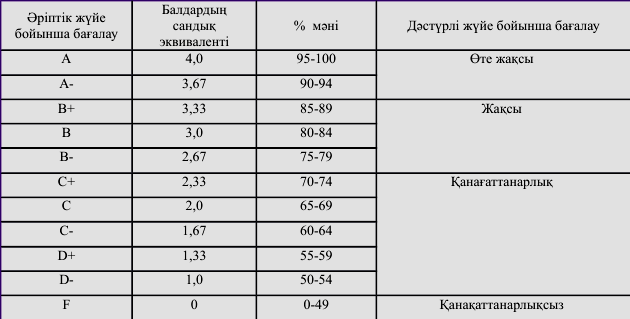 Әріптік жүйе бойынша бағалау | Балдардың сандық эквиваленті | % мәні | Дәстүрлі жүйе бойынша бағалау
A | 4,0 | 95-100 | Өте жақсы
A- | 3,67 | 90-94
B+ | 3,33 | 85-89 | Жақсы
B | 3,0 | 80-84
B- | 2,67 | 75-79
C+ | 2,33 | 70-74 | Қанағаттанарлық
C | 2,0 | 65-69
C- | 1,67 | 60-64
D+ | 1,33 | 55-59
D- | 1,0 | 50-54
F | 0 | 0-49 | Қанақаттанарлықсыз